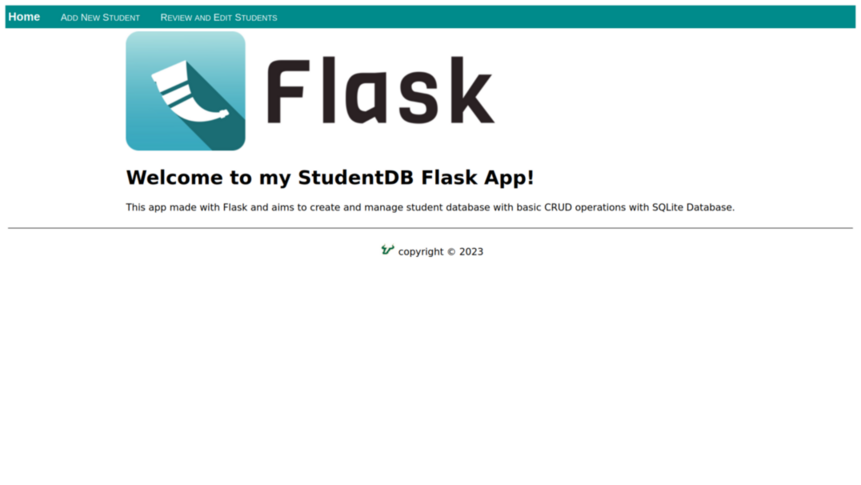 Home Add New Student Review and Edit Students
Flask
Welcome to my StudentDB Flask App!
This app made with Flask and aims to create and manage student database with basic CRUD operations with SQLite Database.
copyright © 2023